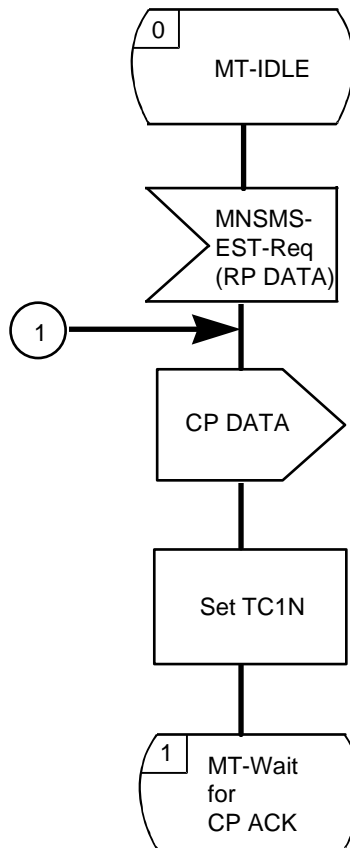 0
MT-IDLE
MNSMS-
EST-Req
(RP DATA)
1
CP DATA
Set TC1N
1
MT-Wait
for
CP ACK